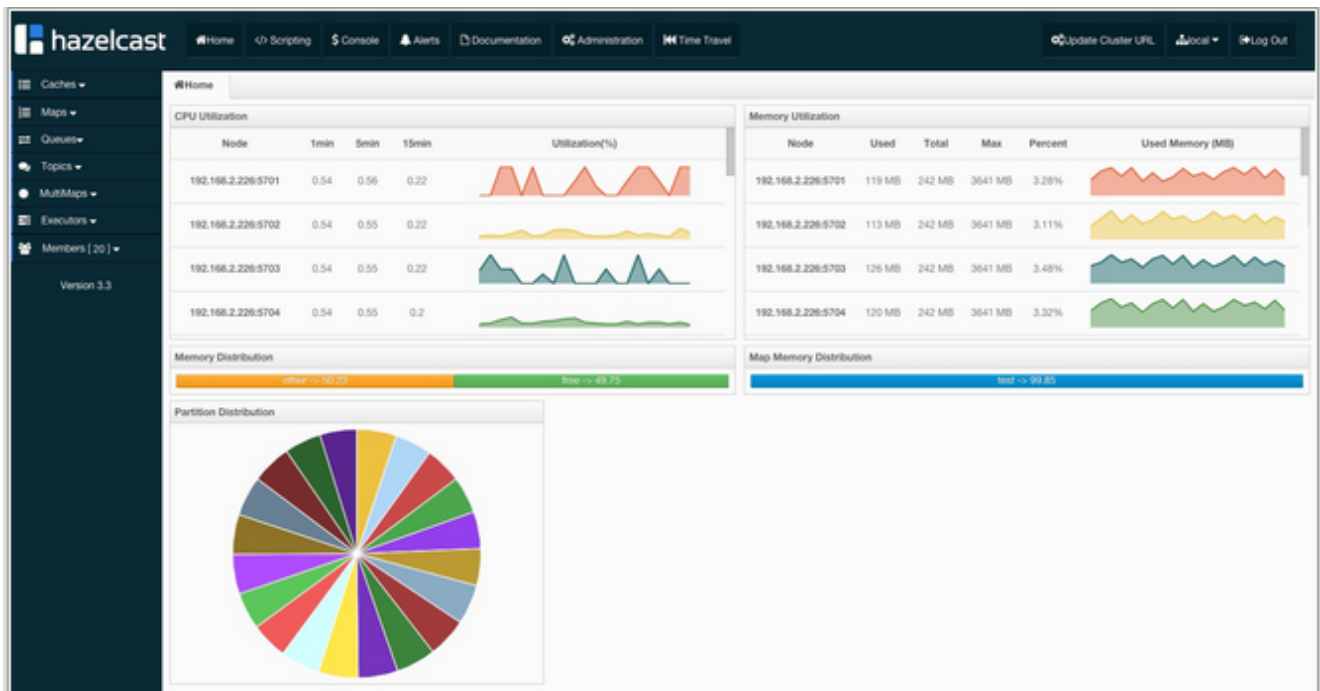 hazelcast
Home </> Scripting $ Console Alerts Documentation Administration Time Travel Update Cluster URL local Log Out
Caches
Maps
Queues
Topics
MultiMaps
Executors
Members [ 20 ]
Version 3.3
Home
CPU Utilization
Node 1min 5min 15min Utilization(%)
192.168.2.226:5701 0.54 0.56 0.22
192.168.2.226:5702 0.54 0.55 0.22
192.168.2.226:5703 0.54 0.55 0.22
192.168.2.226:5704 0.54 0.55 0.2
Memory Utilization
Node Used Total Max Percent Used Memory (MB)
192.168.2.226:5701 119 MB 242 MB 3641 MB 3.28%
192.168.2.226:5702 113 MB 242 MB 3641 MB 3.11%
192.168.2.226:5703 126 MB 242 MB 3641 MB 3.48%
192.168.2.226:5704 120 MB 242 MB 3641 MB 3.32%
Memory Distribution
other -> 50.23 free -> 49.75
Map Memory Distribution
test -> 99.85
Partition Distribution